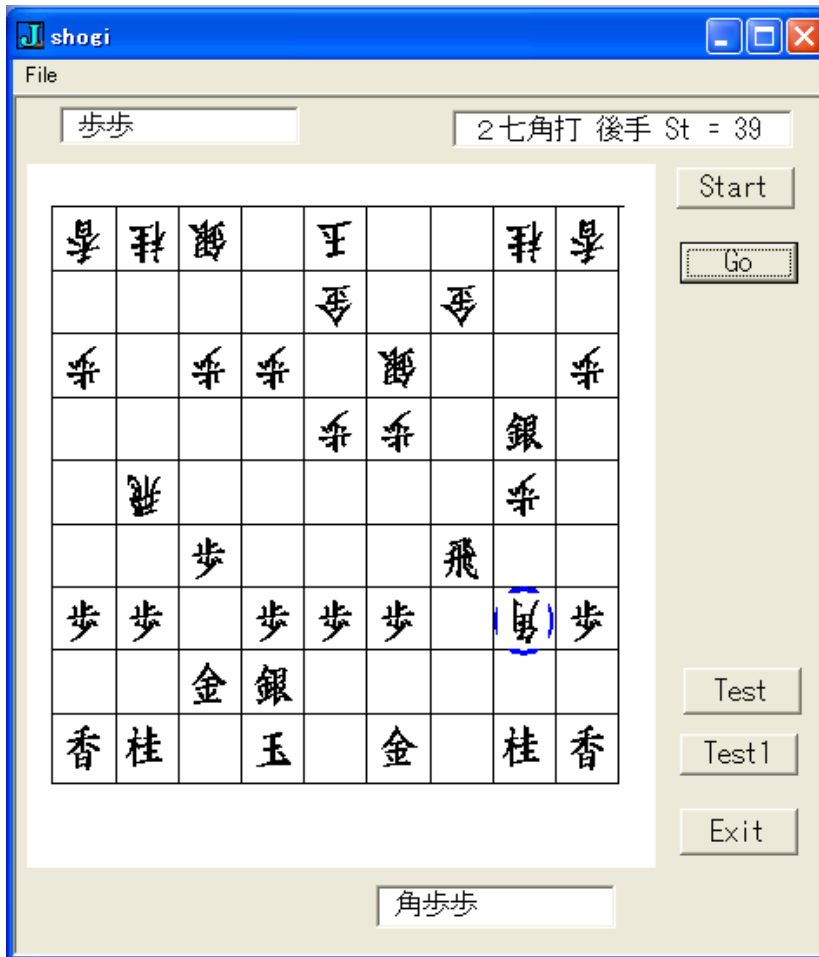 shogi
File
歩歩
２七角打 後手 St = 39
Start
香桂銀 玉 桂香
Go
金 金
歩 歩歩 銀 歩
歩歩 銀
飛 歩
歩 飛
歩歩 歩歩歩 角歩
金銀
Test
香桂 玉 金 桂香
Test1
Exit
角歩歩